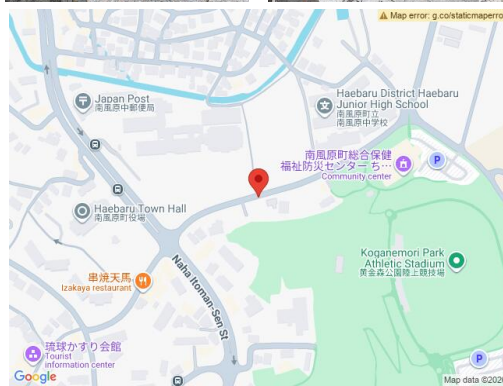 Map error: g.co/staticmaperro
Japan Post
南風原中郵便局
Haebaru District Haebaru
Junior High School
南風原町立
南風原中学校
南風原町総合保健
福祉防災センター ち…
Community center
P
Haebaru Town Hall
南風原町役場
Koganemori Park
Athletic Stadium
黄金森公園陸上競技場
串焼天馬
Izakaya restaurant
Naha Itoman-Sen St
琉球かすり会館
Tourist
information center
P
Google
Map data ©202